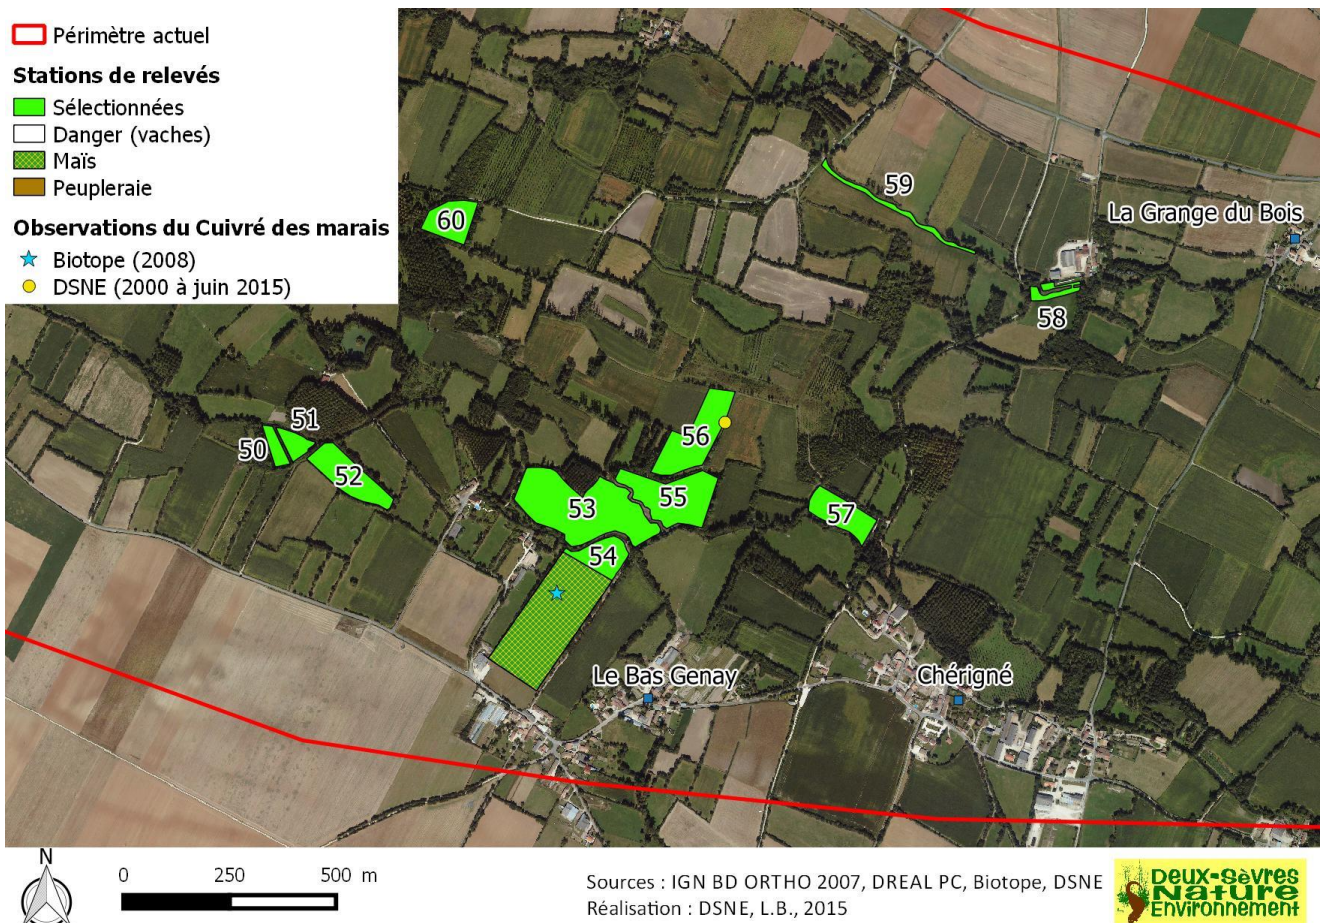 Périmètre actuel
Stations de relevés
Sélectionnées
Danger (vaches)
Maïs
Peupleraie
Observations du Cuivré des marais
Biotope (2008)
DSNE (2000 à juin 2015)
59
La Grange du Bois
60
58
51
50
52
56
55
53
57
54
Le Bas Genay
Chérigné
N
0 250 500 m
Sources : IGN BD ORTHO 2007, DREAL PC, Biotope, DSNE
Réalisation : DSNE, L.B., 2015
Deux-Sèvres
Nature
Environnement